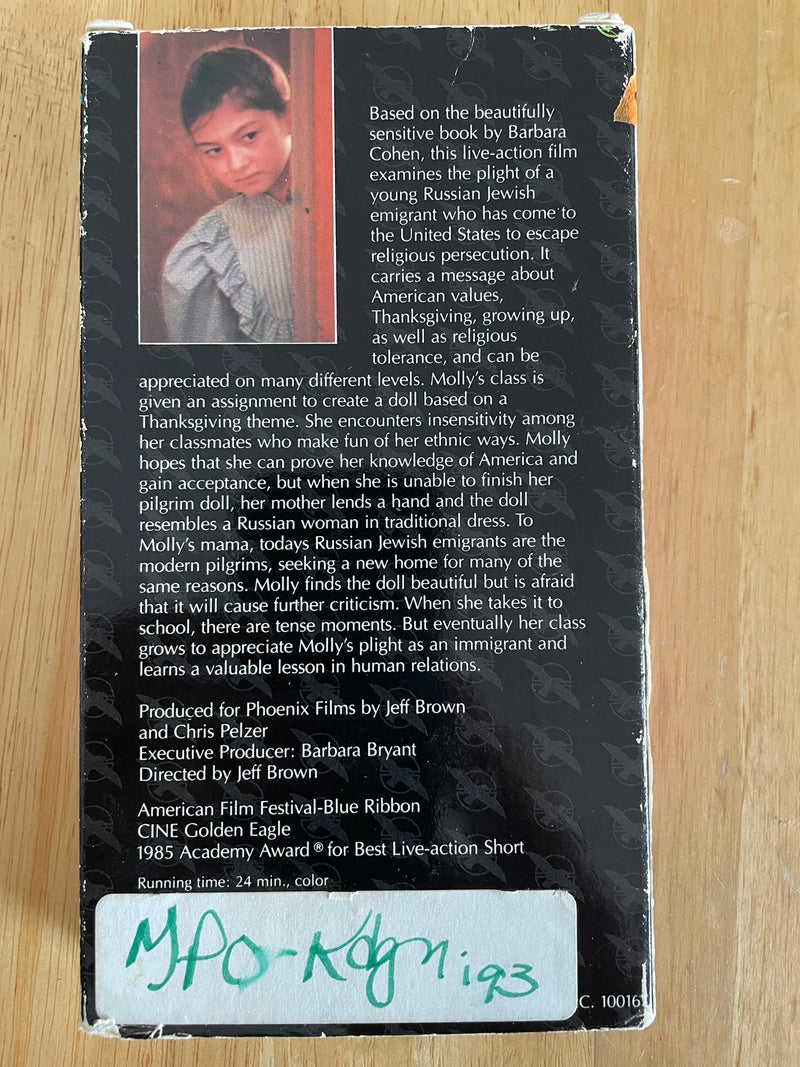 Based on the beautifully
sensitive book by Barbara
Cohen, this live-action film
examines the plight of a
young Russian Jewish
emigrant who has come to
the United States to escape
religious persecution. It
carries a message about
American values,
Thanksgiving, growing up,
as well as religious
tolerance, and can be
appreciated on many different levels. Molly's class is
given an assignment to create a doll based on a
Thanksgiving theme. She encounters insensitivity among
her classmates who make fun of her ethnic ways. Molly
hopes that she can prove her knowledge of America and
gain acceptance, but when she is unable to finish her
pilgrim doll, her mother lends a hand and the doll
resembles a Russian woman in traditional dress. To
Molly's mama, todays Russian Jewish emigrants are the
modern pilgrims, seeking a new home for many of the
same reasons. Molly finds the doll beautiful but is afraid
that it will cause further criticism. When she takes it to
school, there are tense moments. But eventually her class
grows to appreciate Molly's plight as an immigrant and
learns a valuable lesson in human relations.
Produced for Phoenix Films by Jeff Brown
and Chris Pelzer
Executive Producer: Barbara Bryant
Directed by Jeff Brown
American Film Festival-Blue Ribbon
CINE Golden Eagle
1985 Academy Award® for Best Live-action Short
Running time: 24 min., color
C. 10016